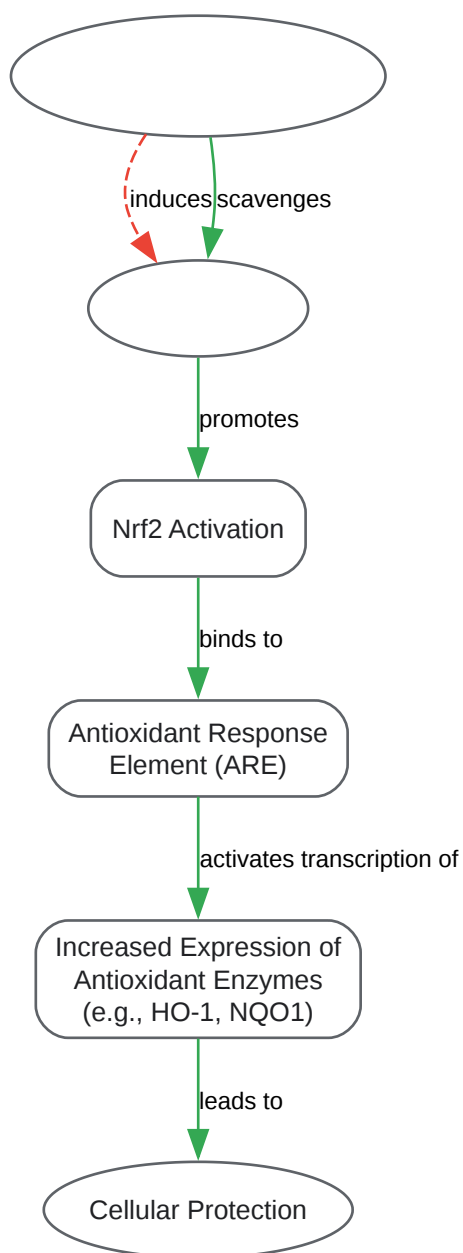 induces scavenges
promotes
Nrf2 Activation
binds to
Antioxidant Response
Element (ARE)
activates transcription of
Increased Expression of
Antioxidant Enzymes
(e.g., HO-1, NQO1)
leads to
Cellular Protection